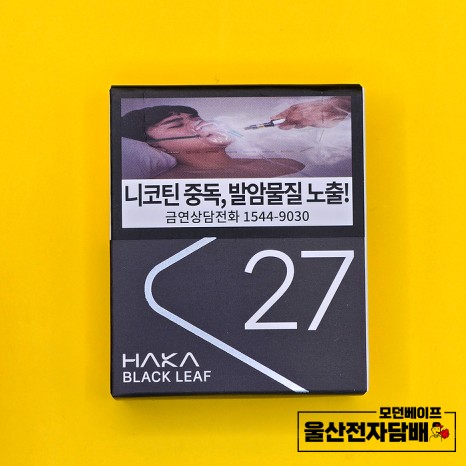 니코틴 중독, 발암물질 노출!
금연상담전화 1544-9030
27
HAKA
BLACK LEAF
모던베이프
울산전자담배